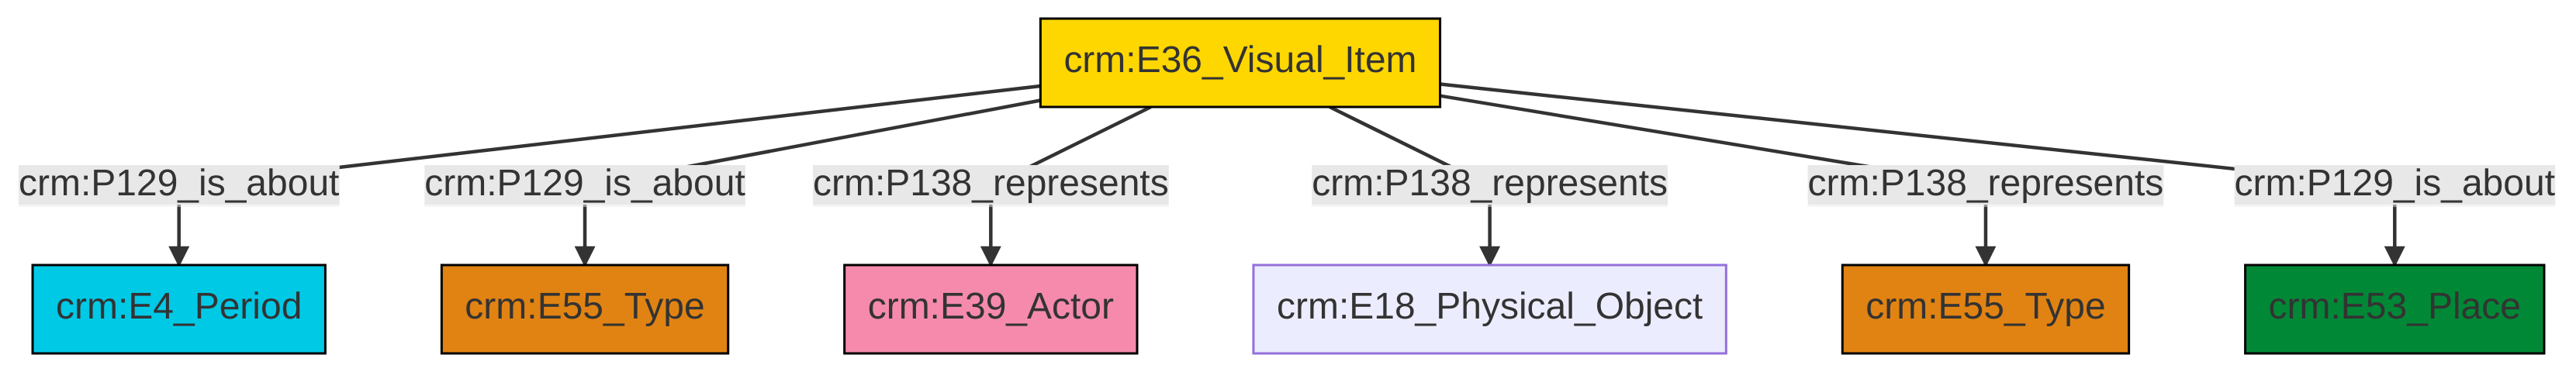 crm:E36_Visual_Item
crm:P129_is_about
crm:P129_is_about
crm:P138_represents
crm:P138_represents
crm:P138_represents
crm:P129_is_about
crm:E4_Period
crm:E55_Type
crm:E39_Actor
crm:E18_Physical_Object
crm:E55_Type
crm:E53_Place